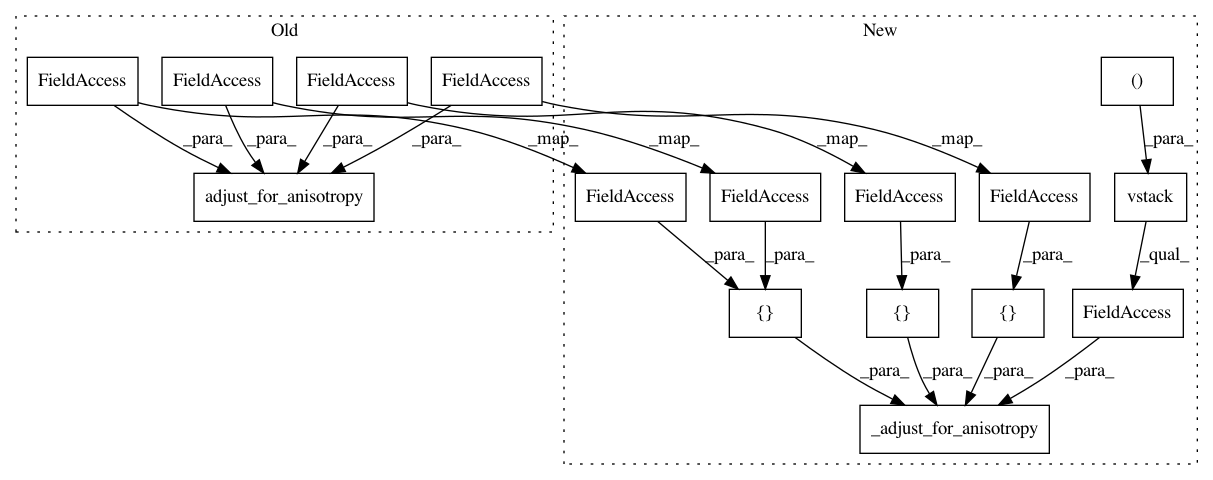 Old
New
FieldAccess
FieldAccess
FieldAccess
FieldAccess
()
_para_
_para_
_para_
_para_
_map_
_map_
_map_
_map_
_para_
adjust_for_anisotropy
FieldAccess
FieldAccess
FieldAccess
FieldAccess
vstack
_para_
_para_
_para_
_para_
_qual_
{}
{}
{}
FieldAccess
_para_
_para_
_para_
_para_
_adjust_for_anisotropy